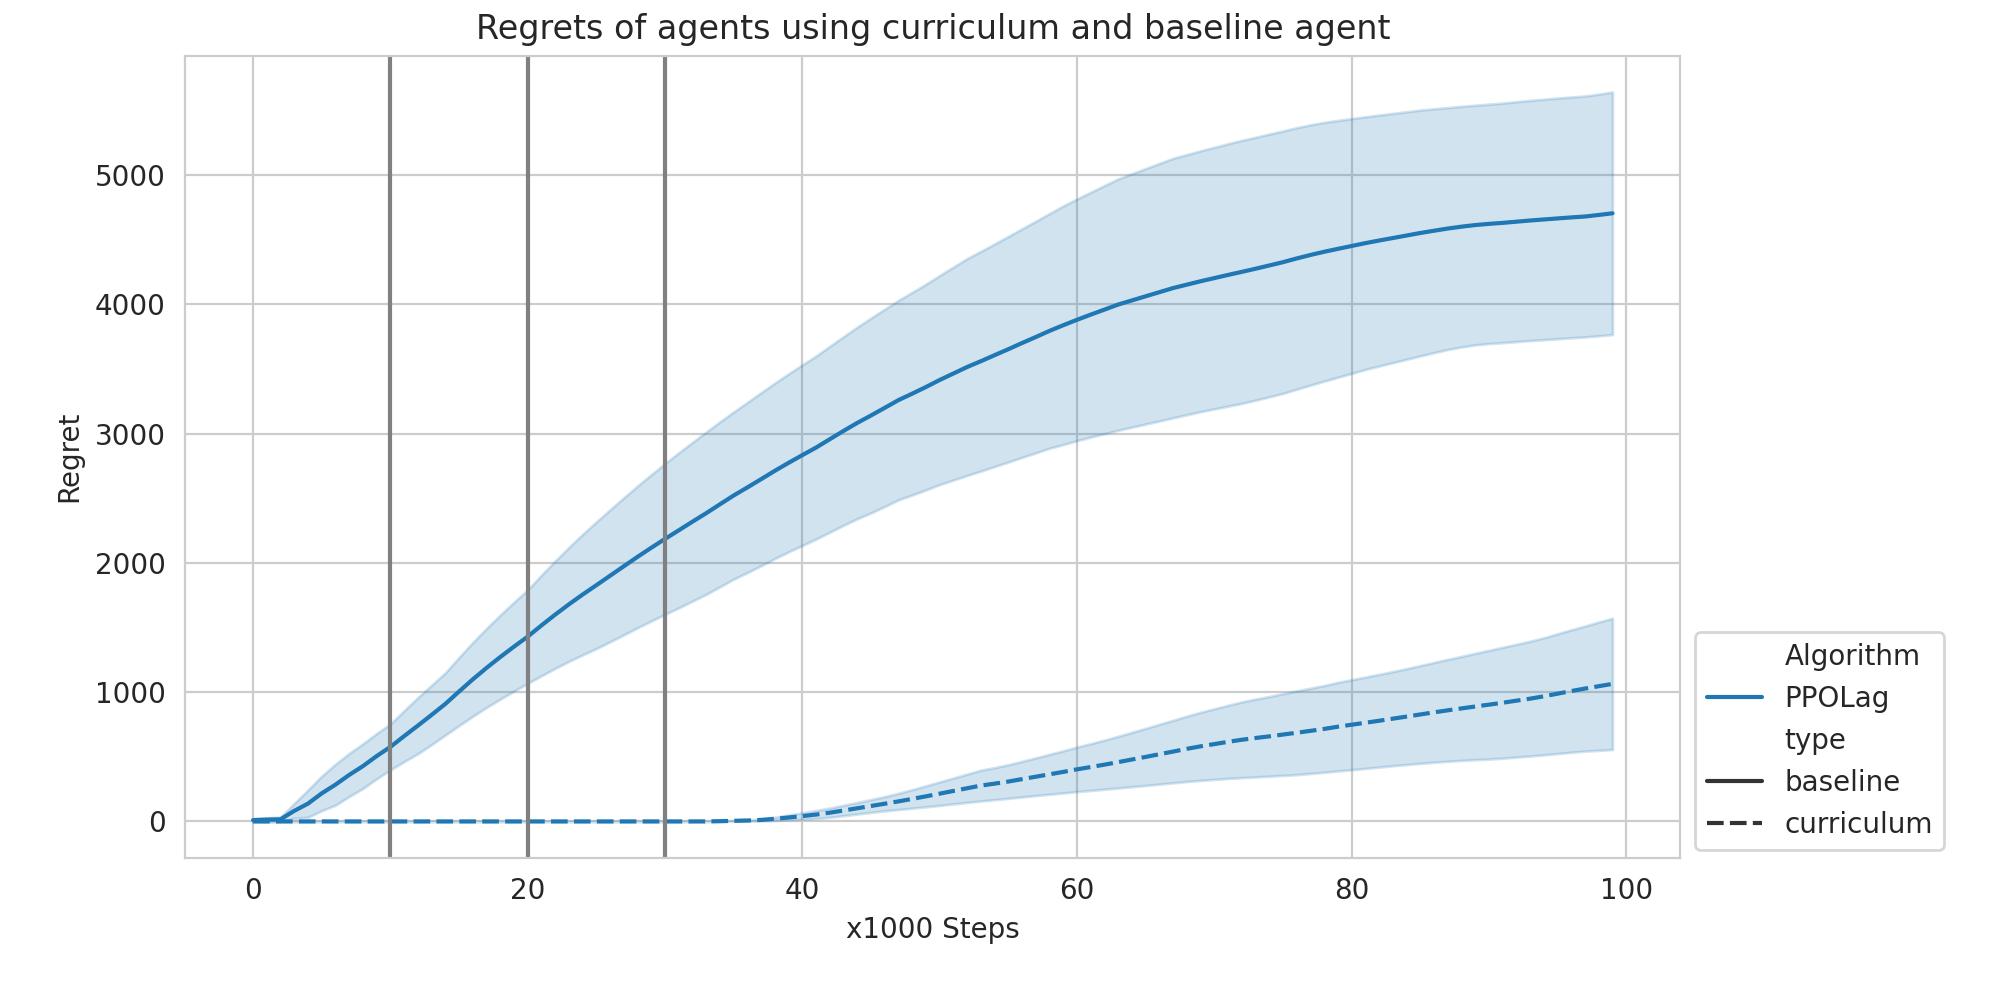 Regrets of agents using curriculum and baseline agent
5000
4000
3000
2000
1000
0
Regret
0 20 40 60 80 100
x1000 Steps
Algorithm
PPOLag
type
baseline
curriculum